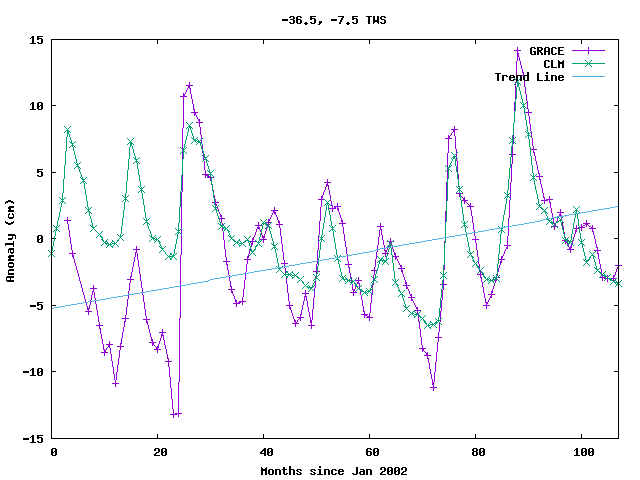 -36.5, -7.5 TWS
GRACE
CLM
Trend Line
15
10
5
0
-5
-10
-15
Anomaly (cm)
0 20 40 60 80 100
Months since Jan 2002